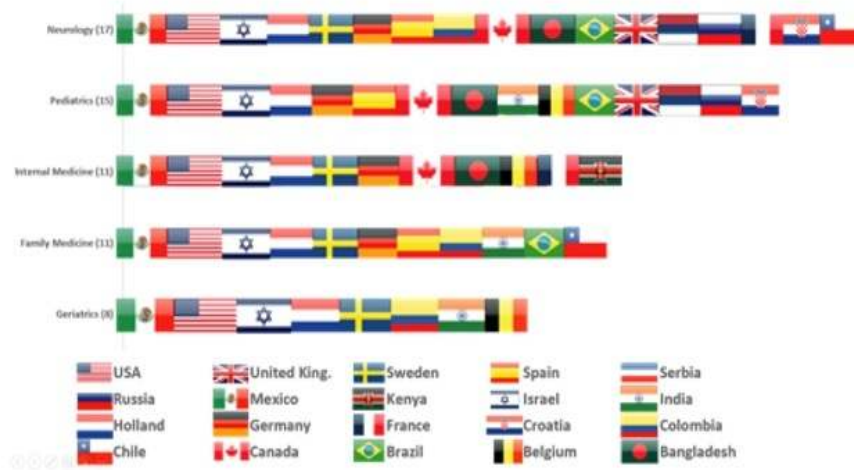 Neurology (17)
Pediatrics (15)
Internal Medicine (11)
Family Medicine (11)
Geriatrics (8)
USA United King. Sweden Spain Serbia
Russia Mexico Kenya Israel India
Holland Germany France Croatia Colombia
Chile Canada Brazil Belgium Bangladesh